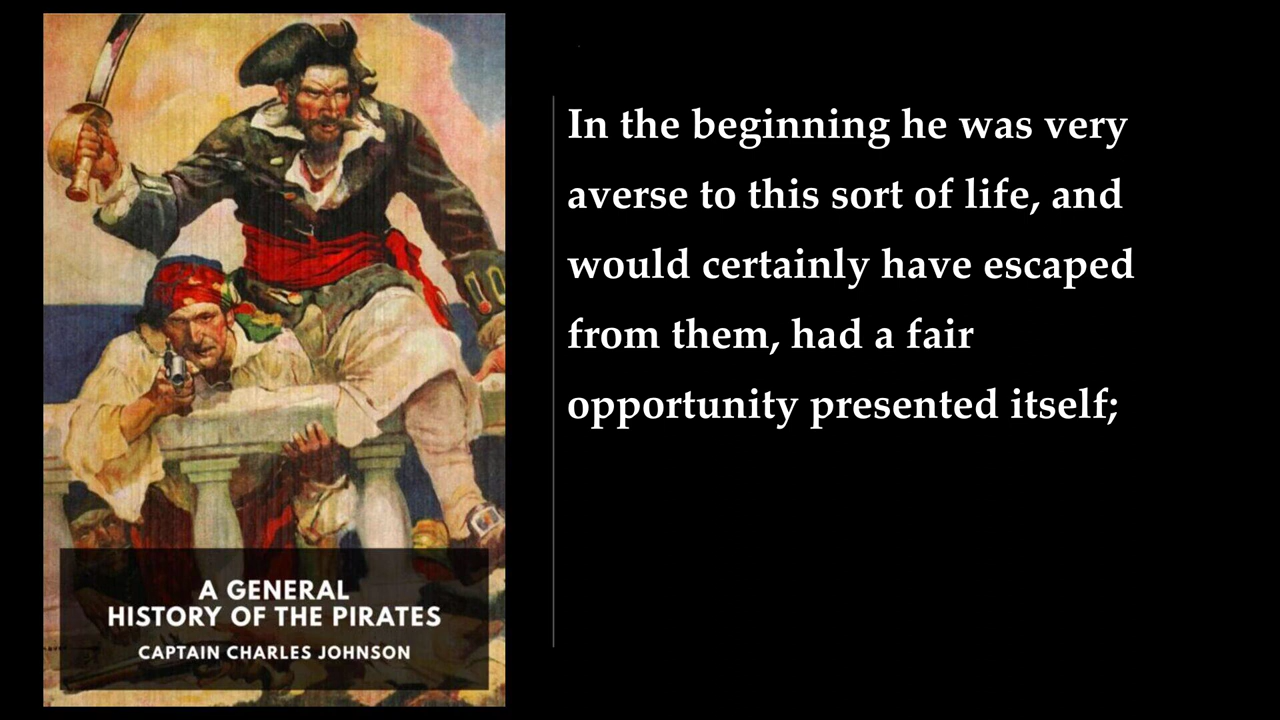 In the beginning he was very
averse to this sort of life, and
would certainly have escaped
from them, had a fair
opportunity presented itself;
A GENERAL
HISTORY OF THE PIRATES
CAPTAIN CHARLES JOHNSON